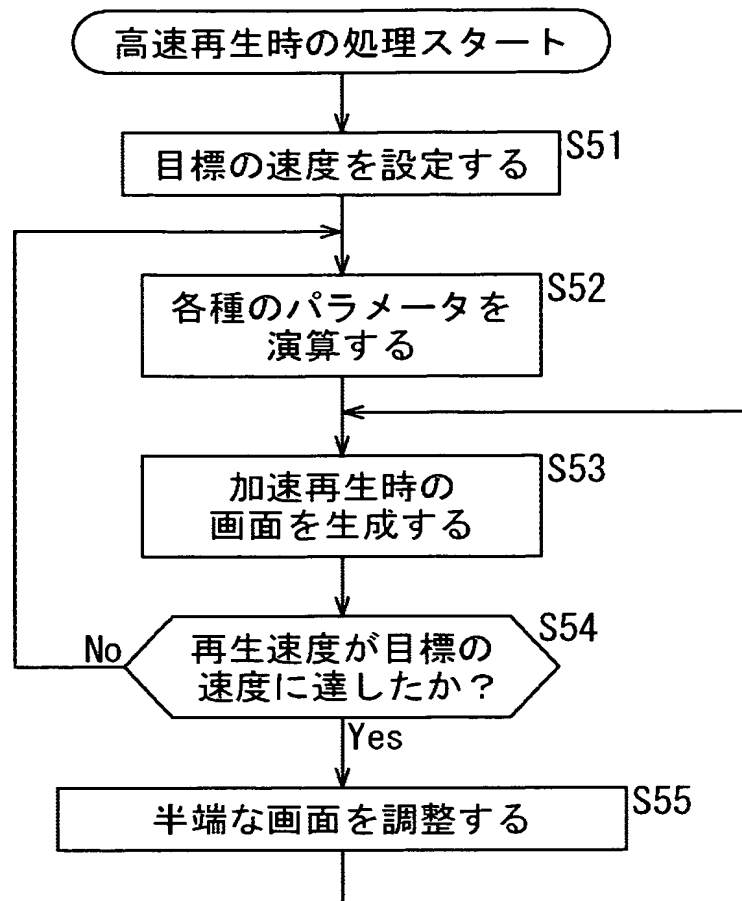 高速再生時の処理スタート
S51
目標の速度を設定する
S52
各種のパラメータを
演算する
S53
加速再生時の
画面を生成する
S54
再生速度が目標の
速度に達したか？
No
Yes
S55
半端な画面を調整する